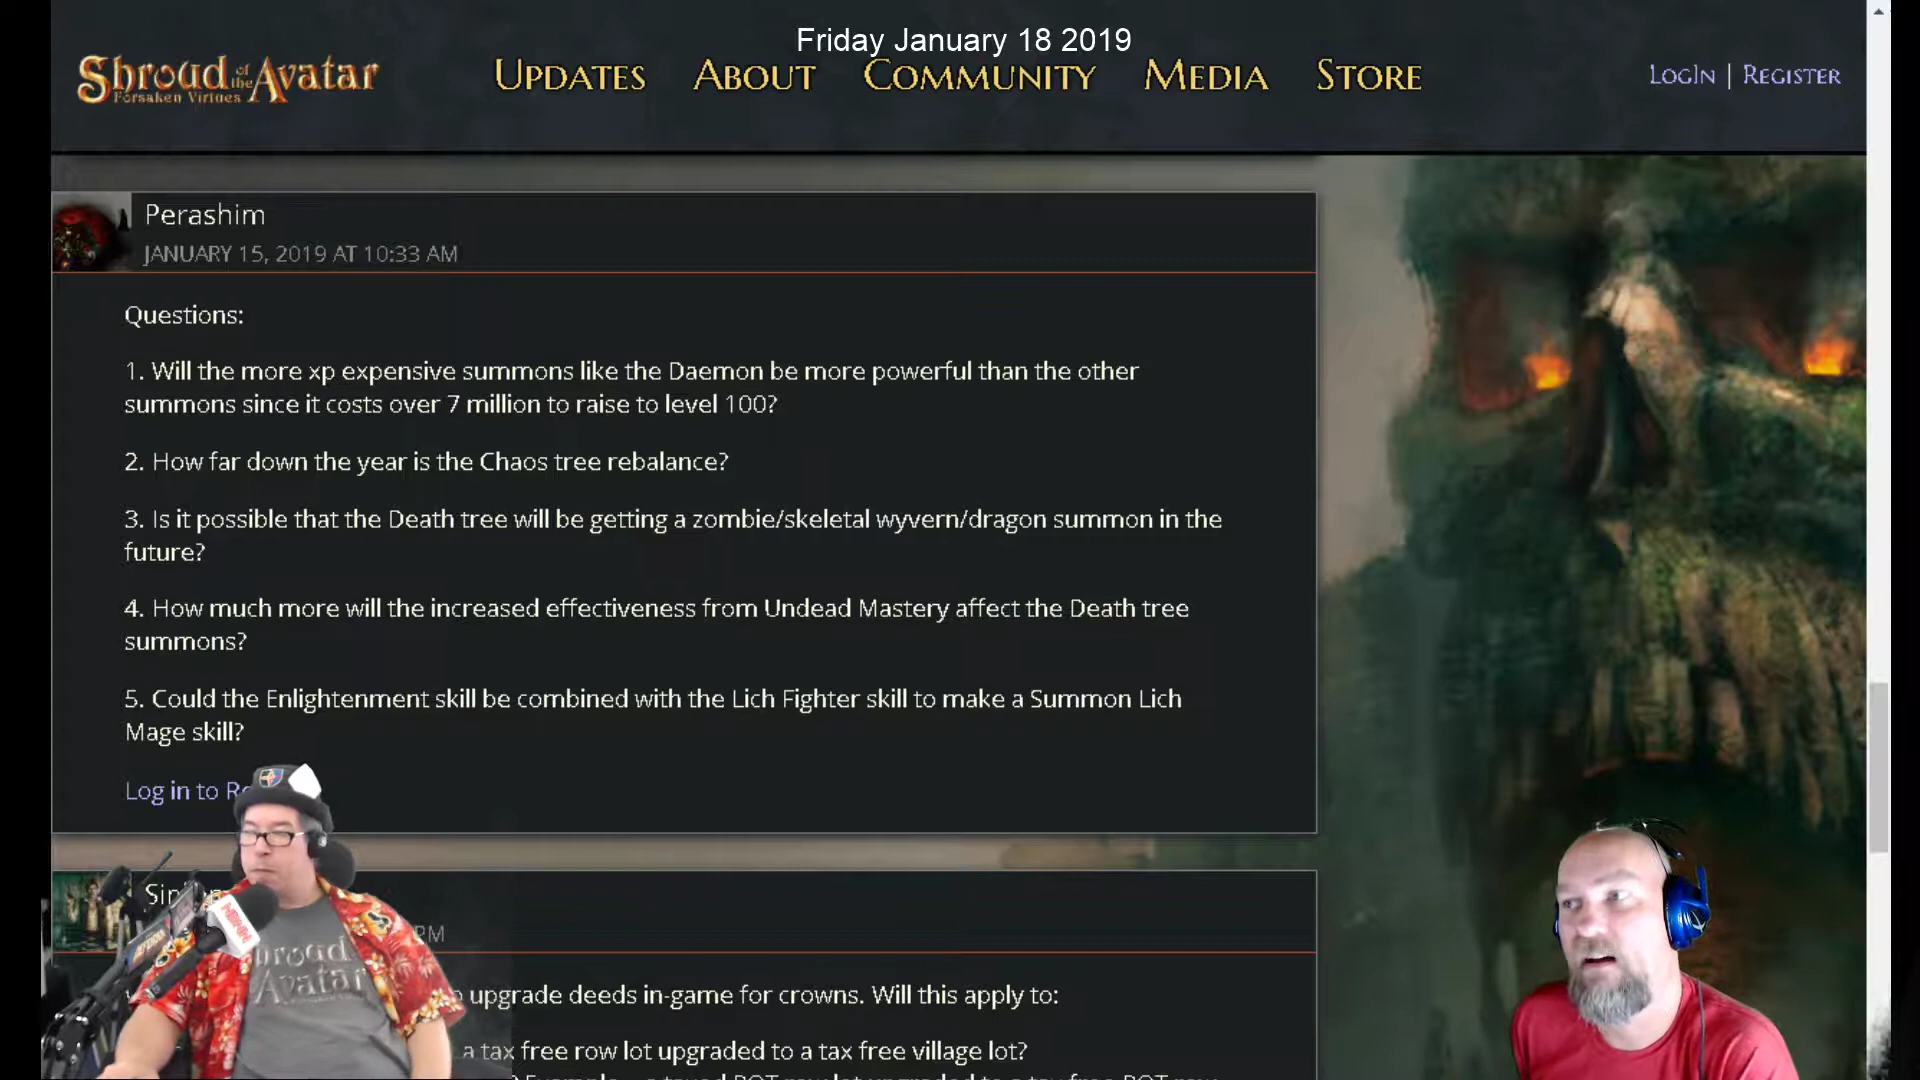 Friday January 18 2019
Shroud of the Avatar
Forsaken Virtues
UPDATES ABOUT COMMUNITY MEDIA STORE
LOGIN | REGISTER
Perashim
JANUARY 15, 2019 AT 10:33 AM
Questions:
1. Will the more xp expensive summons like the Daemon be more powerful than the other
summons since it costs over 7 million to raise to level 100?
2. How far down the year is the Chaos tree rebalance?
3. Is it possible that the Death tree will be getting a zombie/skeletal wyvern/dragon summon in the
future?
4. How much more will the increased effectiveness from Undead Mastery affect the Death tree
summons?
5. Could the Enlightenment skill be combined with the Lich Fighter skill to make a Summon Lich
Mage skill?
Log in to
PM
upgrade deeds in-game for crowns. Will this apply to:
a tax free row lot upgraded to a tax free village lot?
Shroud
Avatar